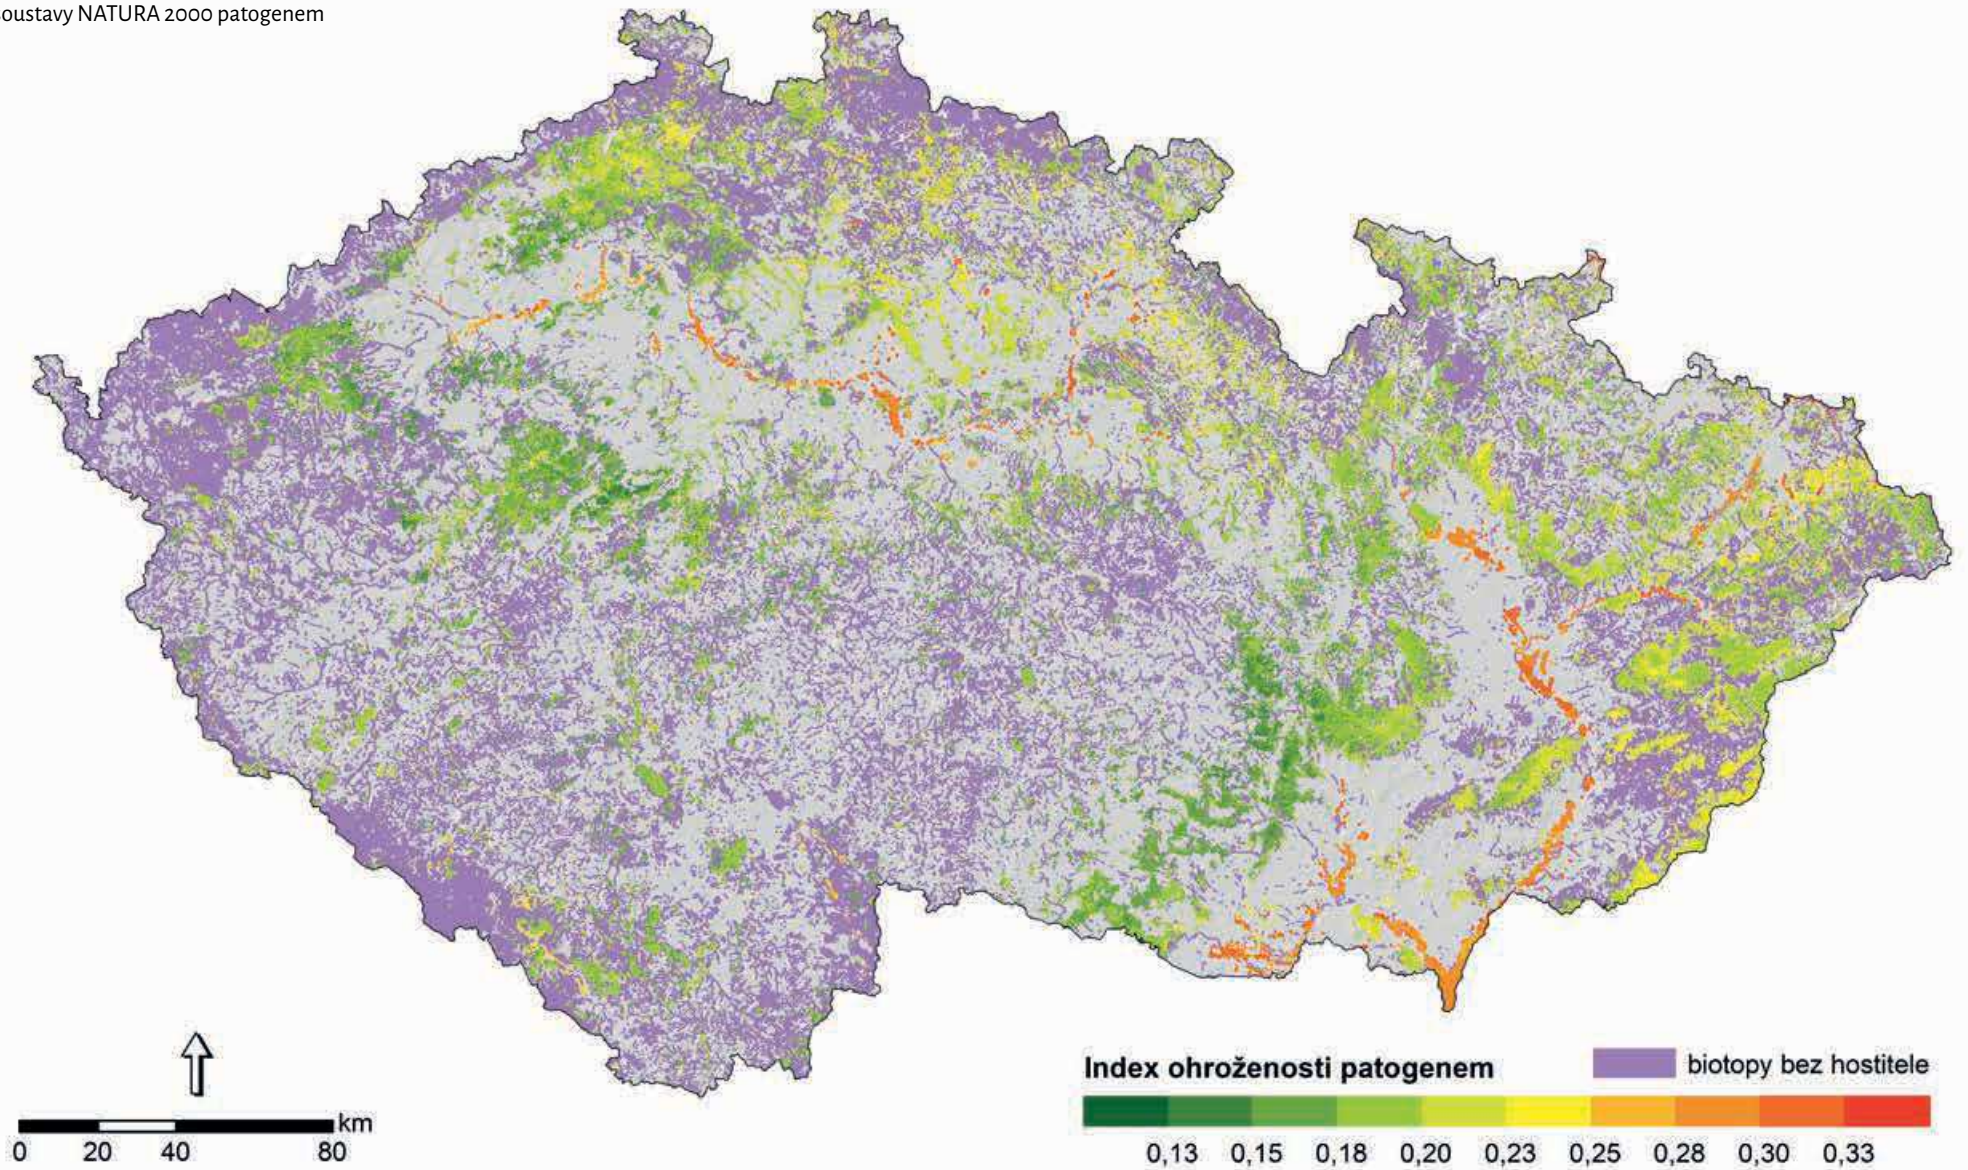 soustavy NATURA 2000 patogenem
Index ohroženosti patogenem
biotopy bez hostitele
km
0 20 40 80
0,13 0,15 0,18 0,20 0,23 0,25 0,28 0,30 0,33